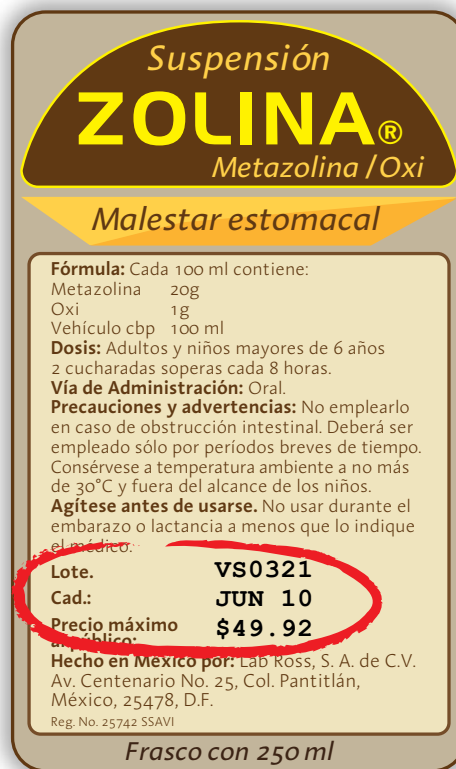 Suspensión
ZOLINA®
Metazolina / Oxi
Malestar estomacal
Fórmula: Cada 100 ml contiene:
Metazolina 20g
Oxi 1g
Vehículo cbp 100 ml
Dosis: Adultos y niños mayores de 6 años
2 cucharadas soperas cada 8 horas.
Vía de Administración: Oral.
Precauciones y advertencias: No emplearlo
en caso de obstrucción intestinal. Deberá ser
empleado sólo por períodos breves de tiempo.
Consérvese a temperatura ambiente a no más
de 30°C y fuera del alcance de los niños.
Agítese antes de usarse. No usar durante el
embarazo o lactancia a menos que lo indique
el médico.
Lote. VS0321
Cad.: JUN 10
Precio máximo
al público: $49.92
Hecho en México por: Lab Ross, S. A. de C.V.
Av. Centenario No. 25, Col. Pantitlán,
México, 25478, D.F.
Reg. No. 25742 SSAVI
Frasco con 250 ml